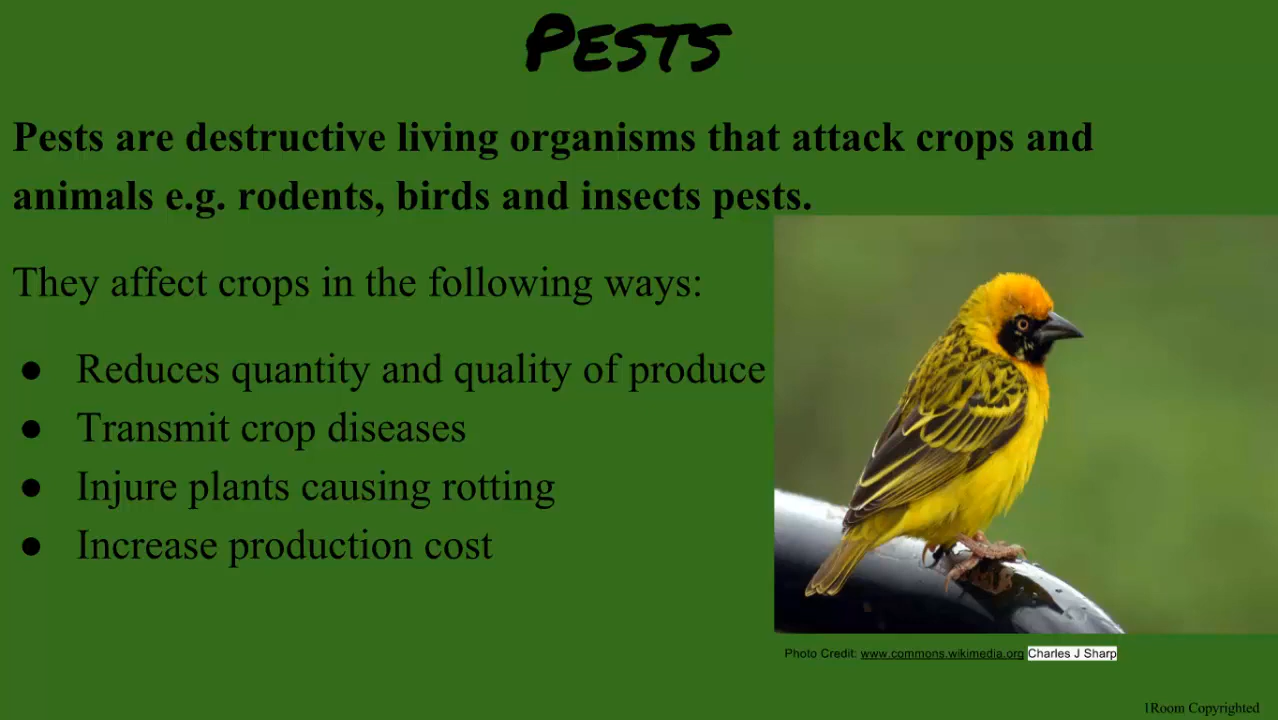 Pests
Pests are destructive living organisms that attack crops and
animals e.g. rodents, birds and insects pests.
They affect crops in the following ways:
● Reduces quantity and quality of produce
● Transmit crop diseases
● Injure plants causing rotting
● Increase production cost
Photo Credit: www.commons.wikimedia.org Charles J Sharp
1Room Copyrighted